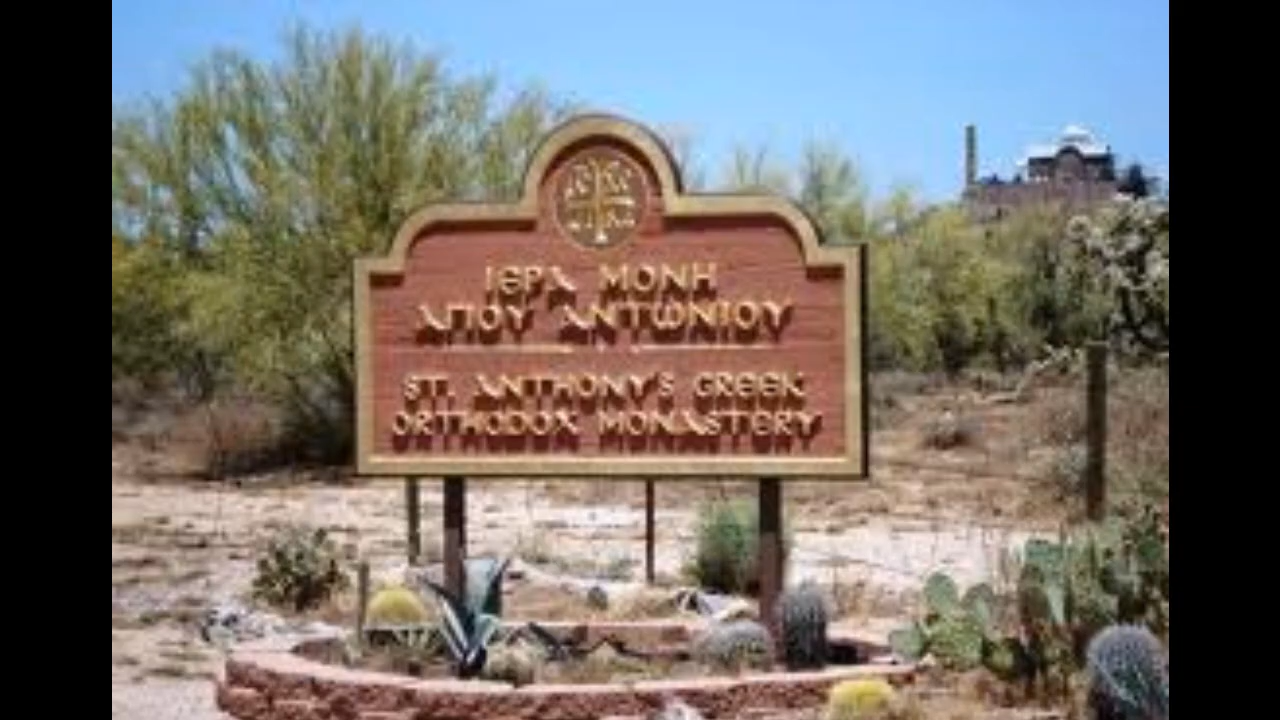 ΙΕΡΑ ΜΟΝΗ
ΑΓΙΟΥ ΑΝΤΩΝΙΟΥ
ST. ANTHONY'S GREEK
ORTHODOX MONASTERY